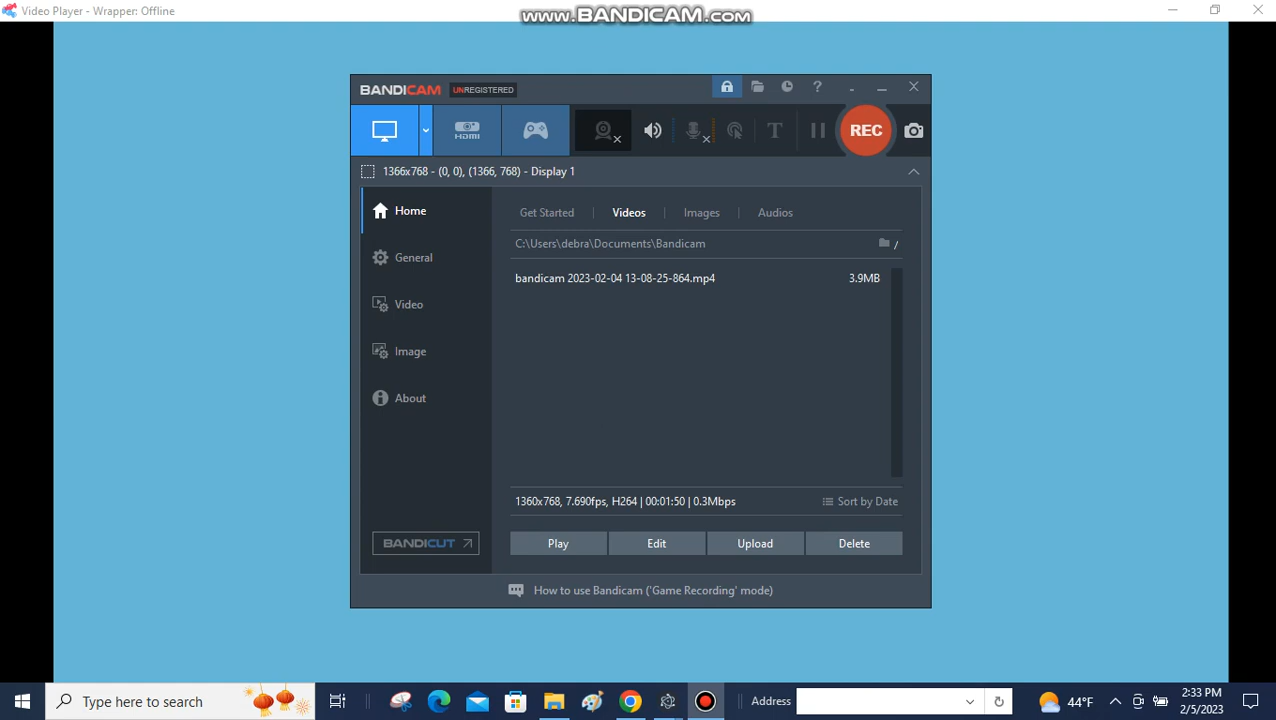 Video Player - Wrapper: Offline
www.BANDICAM.com
BANDICAM UNREGISTERED
?
HDMI
T
REC
1366x768 - (0, 0), (1366, 768) - Display 1
Home
General
Video
Image
About
BANDICUT
Get Started
Videos
Images
Audios
C:\Users\debra\Documents\Bandicam
/
bandicam 2023-02-04 13-08-25-864.mp4
3.9MB
1360x768, 7.690fps, H264 | 00:01:50 | 0.3Mbps
Sort by Date
Play
Edit
Upload
Delete
How to use Bandicam ('Game Recording' mode)
Type here to search
Address
44°F
2:33 PM
2/5/2023